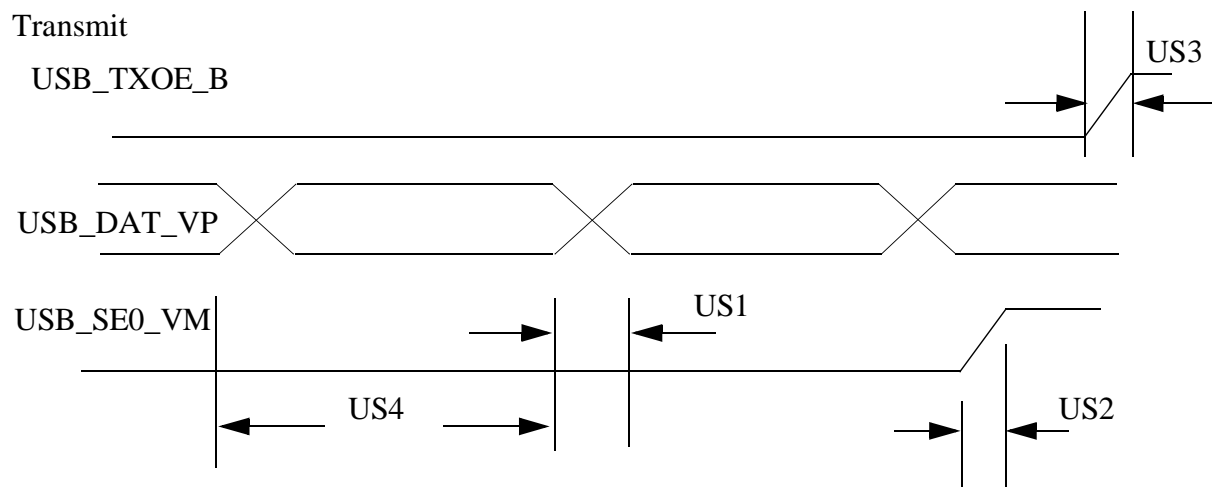 Transmit
US3
USB_TXOE_B
USB_DAT_VP
US1
USB_SE0_VM
US4
US2